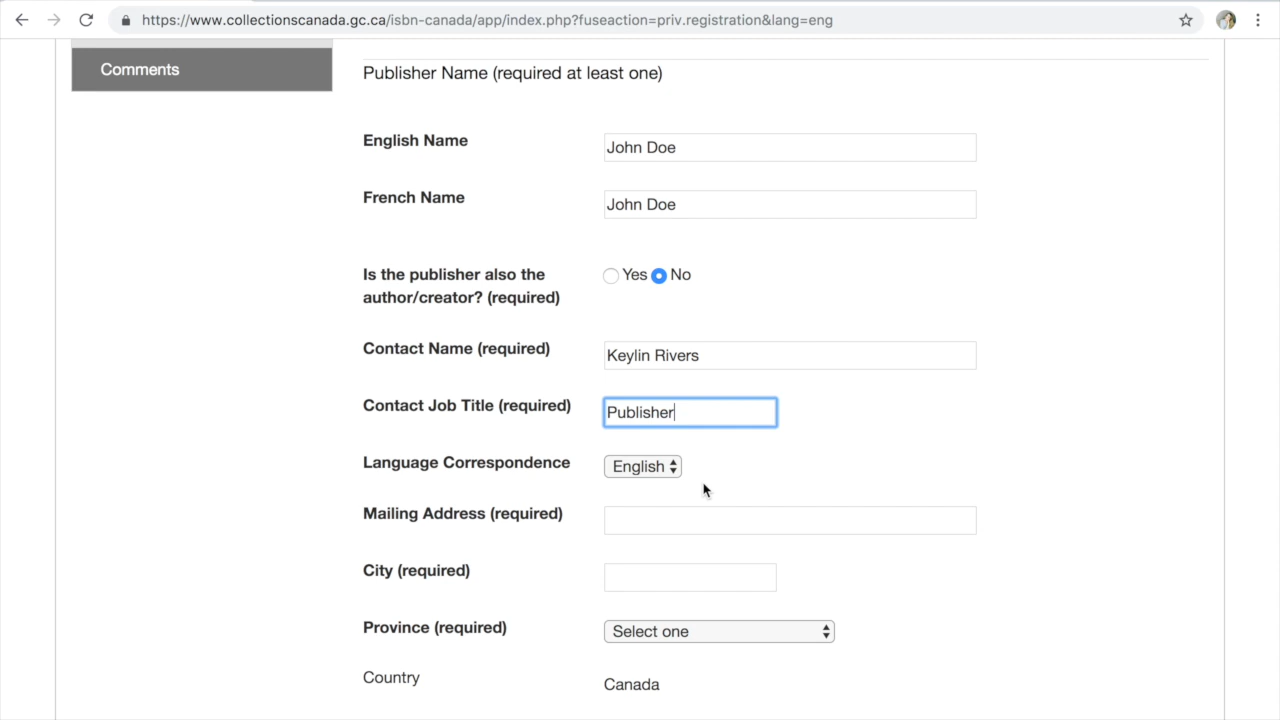 https://www.collectionscanada.gc.ca/isbn-canada/app/index.php?fuseaction=priv.registration&lang=eng
Comments
Publisher Name (required at least one)
English Name
John Doe
French Name
John Doe
Is the publisher also the
author/creator? (required)
Yes No
Contact Name (required)
Keylin Rivers
Contact Job Title (required)
Publisher
Language Correspondence
English
Mailing Address (required)
City (required)
Province (required)
Select one
Country
Canada